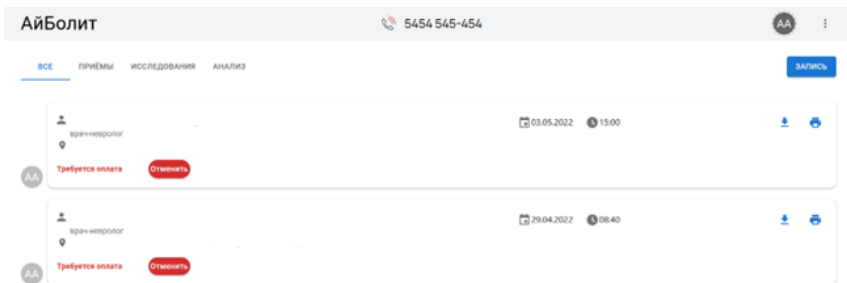 АйБолит 5454 545-454 АА
ВСЕ ПРИЁМЫ ИССЛЕДОВАНИЯ АНАЛИЗ ЗАПИСЬ
03.05.2022 15:00
врач-невролог
Требуется оплата Отменить
АА
29.04.2022 08:40
врач-невролог
Требуется оплата Отменить
АА